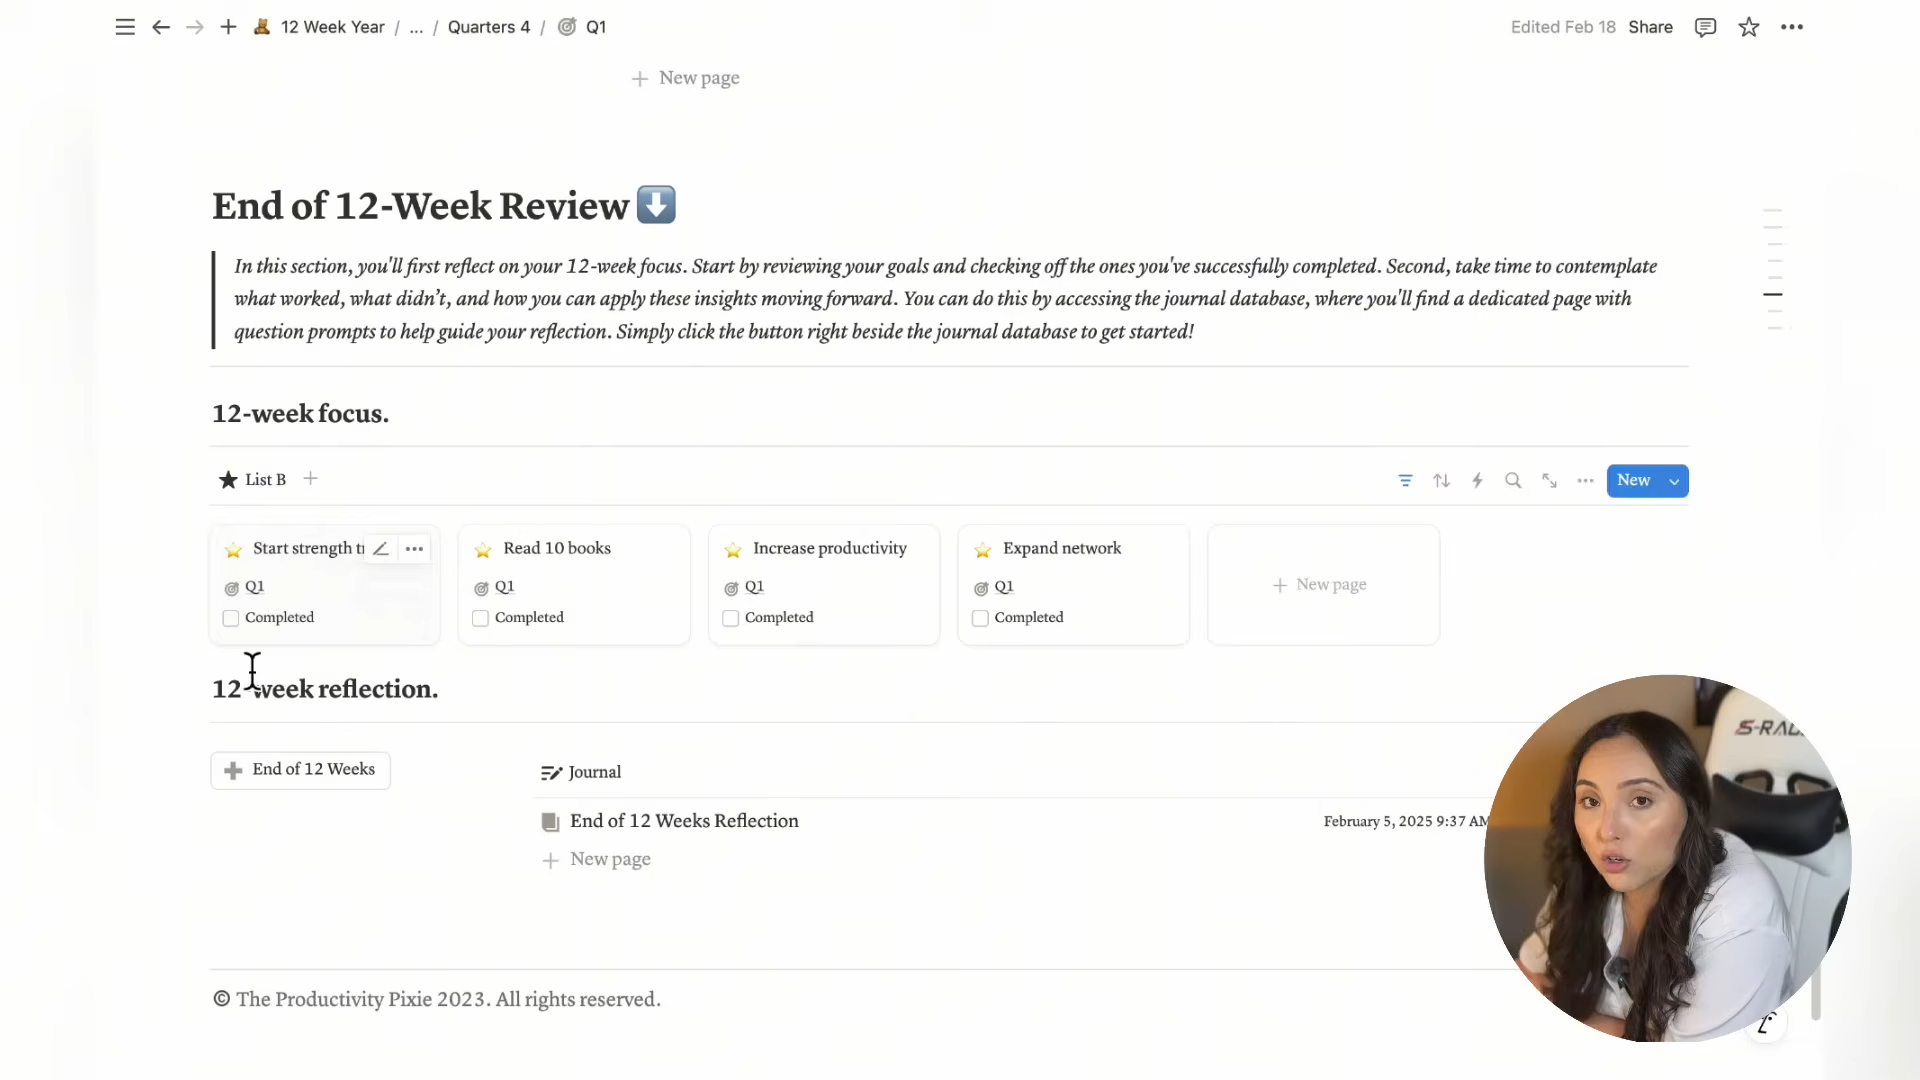 12 Week Year / ... / Quarters 4 / Q1
Edited Feb 18 Share
New page
End of 12-Week Review
In this section, you'll first reflect on your 12-week focus. Start by reviewing your goals and checking off the ones you've successfully completed. Second, take time to contemplate
what worked, what didn't, and how you can apply these insights moving forward. You can do this by accessing the journal database, where you'll find a dedicated page with
question prompts to help guide your reflection. Simply click the button right beside the journal database to get started!
12-week focus.
List B
New
Start strength
Q1
Completed
Read 10 books
Q1
Completed
Increase productivity
Q1
Completed
Expand network
Q1
Completed
New page
12-week reflection.
End of 12 Weeks
Journal
End of 12 Weeks Reflection
February 5, 2025 9:37 AM
New page
© The Productivity Pixie 2023. All rights reserved.